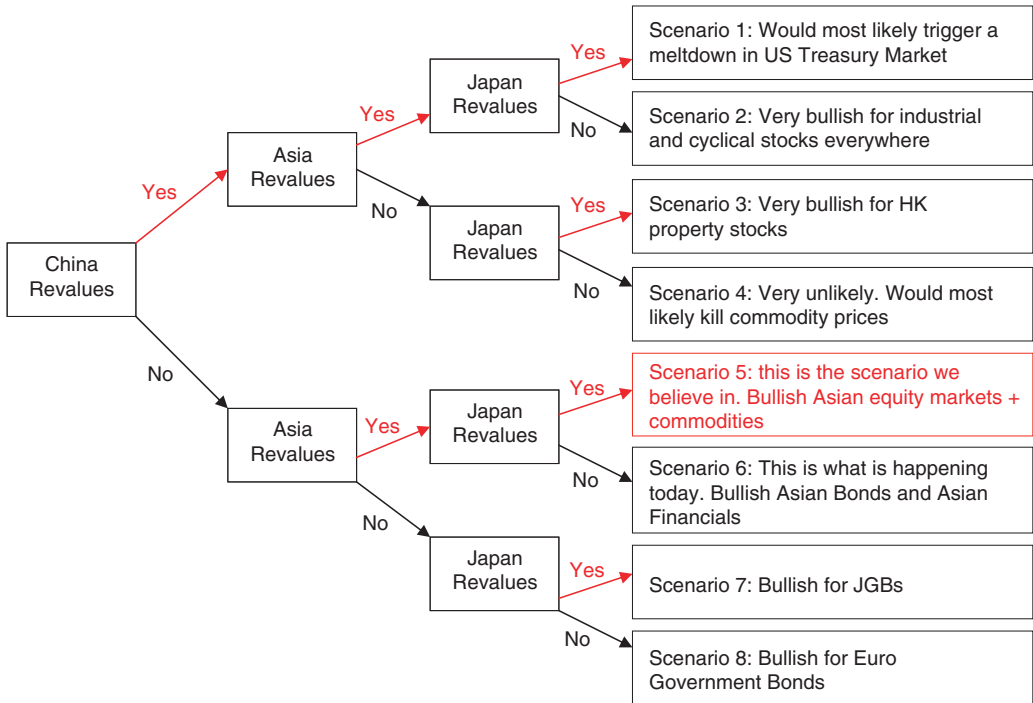 China
Revalues
Yes
No
Asia
Revalues
Yes
No
Asia
Revalues
Yes
No
Japan
Revalues
Yes
No
Japan
Revalues
Yes
No
Japan
Revalues
Yes
No
Japan
Revalues
Yes
No
Scenario 1: Would most likely trigger a
meltdown in US Treasury Market
Scenario 2: Very bullish for industrial
and cyclical stocks everywhere
Scenario 3: Very bullish for HK
property stocks
Scenario 4: Very unlikely. Would most
likely kill commodity prices
Scenario 5: this is the scenario we
believe in. Bullish Asian equity markets +
commodities
Scenario 6: This is what is happening
today. Bullish Asian Bonds and Asian
Financials
Scenario 7: Bullish for JGBs
Scenario 8: Bullish for Euro
Government Bonds